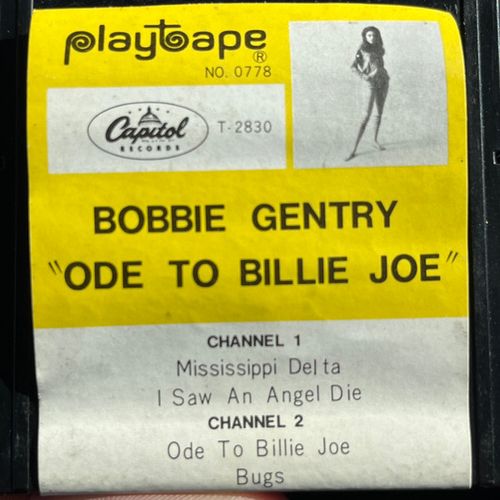 playtape®
NO. 0778
Capitol
RECORDS
T-2830
BOBBIE GENTRY
"ODE TO BILLIE JOE"
CHANNEL 1
Mississippi Delta
I Saw An Angel Die
CHANNEL 2
Ode To Billie Joe
Bugs